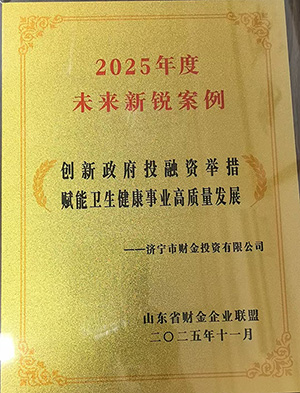 2025年度
未来新锐案例
创新政府投融资举措
赋能卫生健康事业高质量发展
——济宁市财金投资有限公司
山东省财金企业联盟
二〇二五年十一月